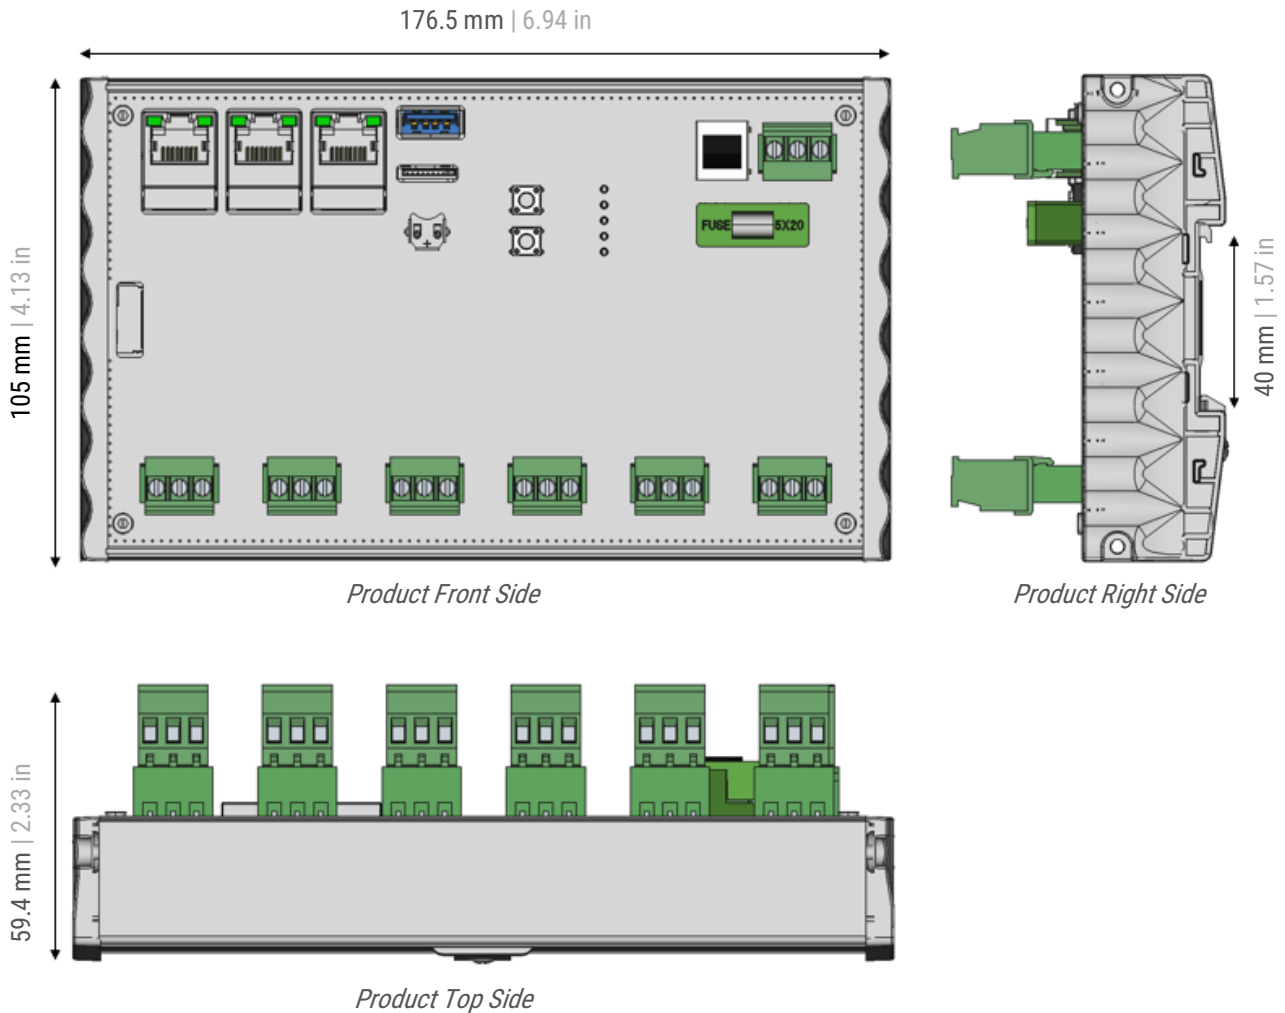 176.5 mm | 6.94 in
105 mm | 4.13 in
FUSE 5X20
40 mm | 1.57 in
Product Front Side
Product Right Side
59.4 mm | 2.33 in
Product Top Side